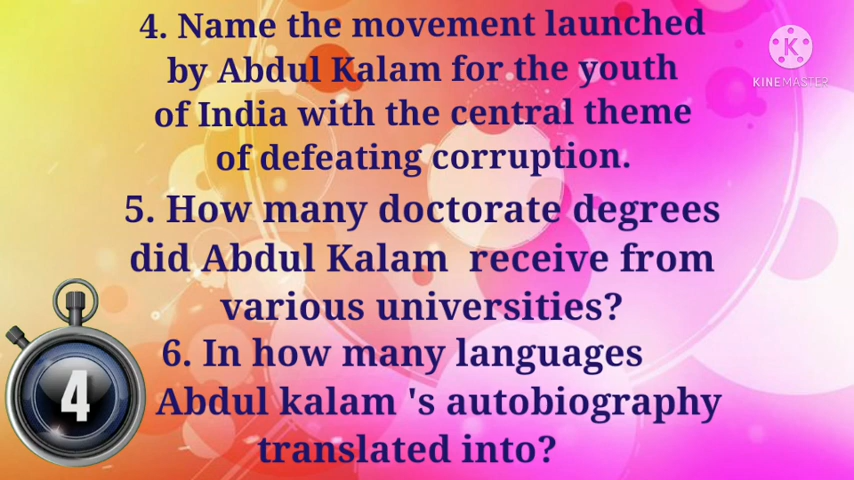 4. Name the movement launched
by Abdul Kalam for the youth
of India with the central theme
of defeating corruption.
5. How many doctorate degrees
did Abdul Kalam receive from
various universities?
6. In how many languages
Abdul kalam 's autobiography
translated into?
4
K
KINEMASTER